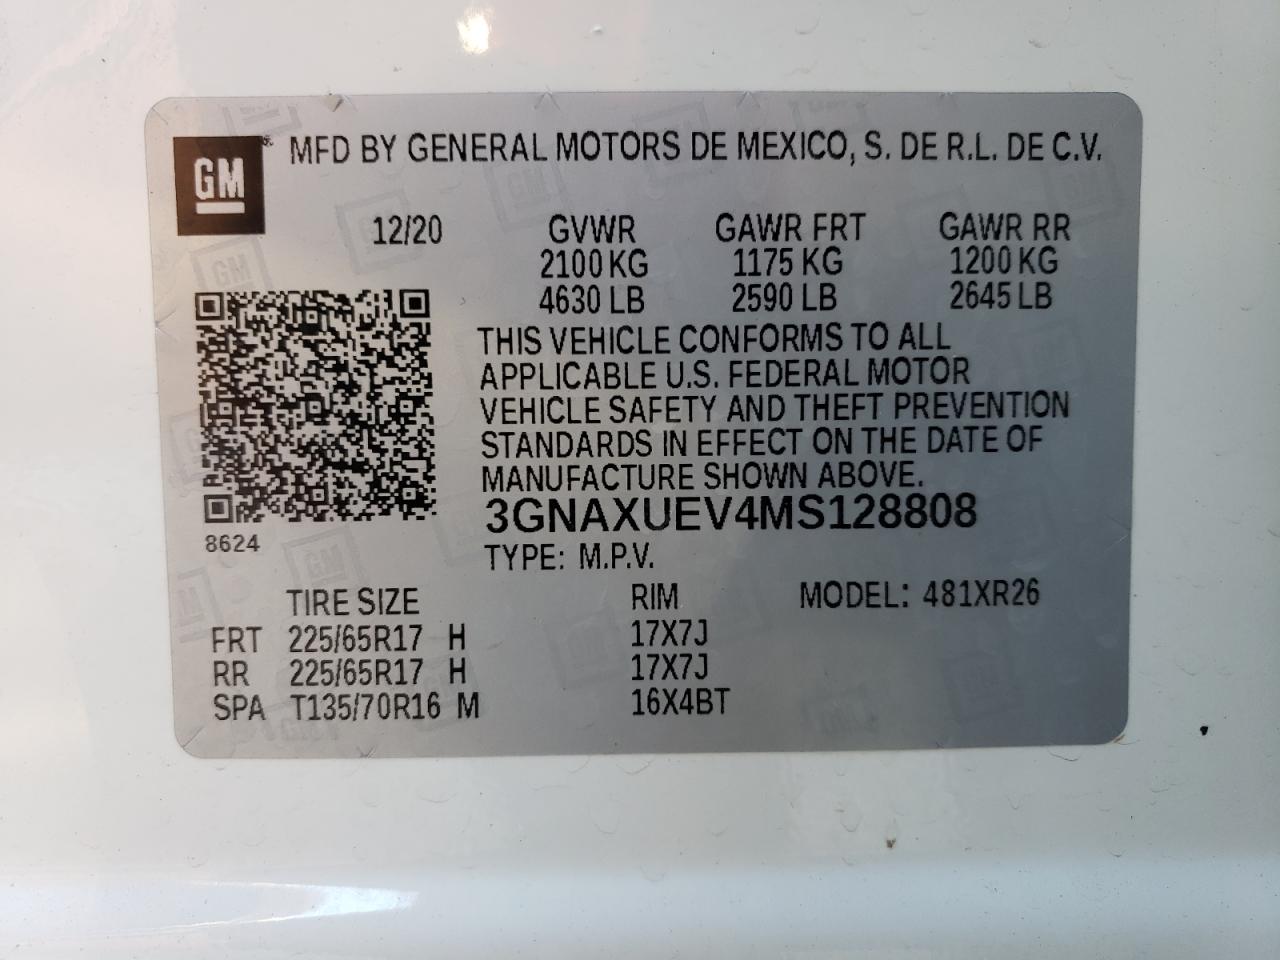 GM ® MFD BY GENERAL MOTORS DE MEXICO, S. DE R.L. DE C.V.
12/20 GVWR GAWR FRT GAWR RR
2100 KG 1175 KG 1200 KG
4630 LB 2590 LB 2645 LB
THIS VEHICLE CONFORMS TO ALL
APPLICABLE U.S. FEDERAL MOTOR
VEHICLE SAFETY AND THEFT PREVENTION
STANDARDS IN EFFECT ON THE DATE OF
MANUFACTURE SHOWN ABOVE.
3GNAXUEV4MS128808
8624
TYPE: M.P.V.
TIRE SIZE RIM MODEL: 481XR26
FRT 225/65R17 H 17X7J
RR 225/65R17 H 17X7J
SPA T135/70R16 M 16X4BT